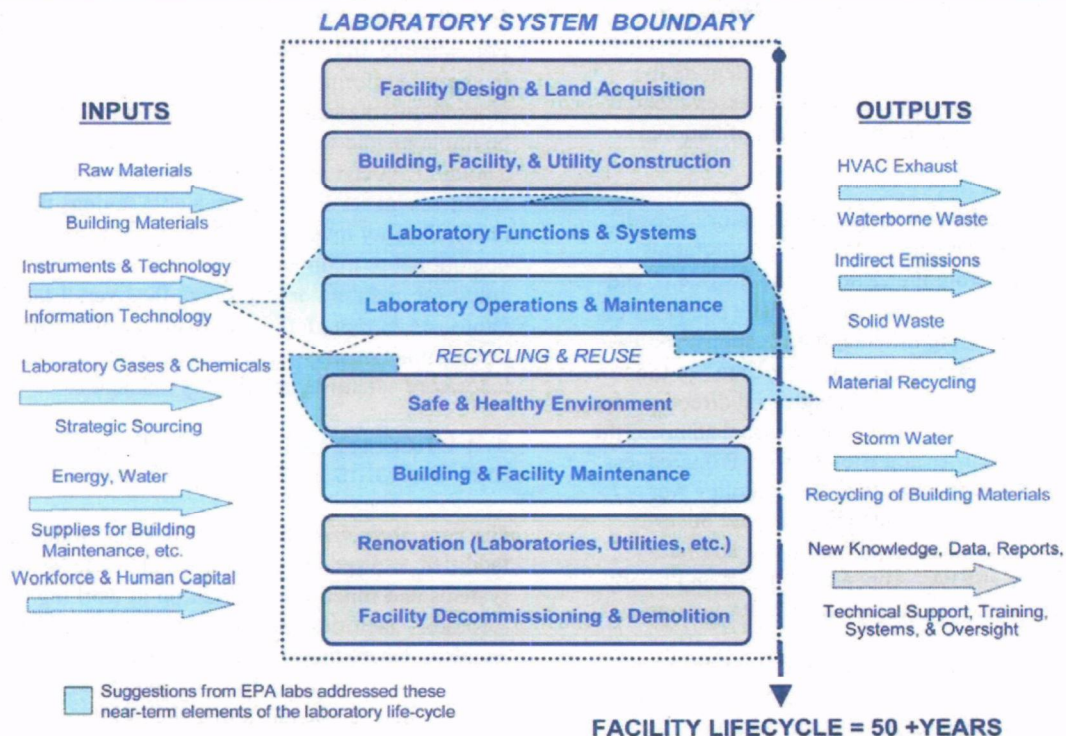 LABORATORY SYSTEM BOUNDARY
INPUTS
Raw Materials
Building Materials
Instruments & Technology
Information Technology
Laboratory Gases & Chemicals
Strategic Sourcing
Energy, Water
Supplies for Building
Maintenance, etc.
Workforce & Human Capital
Facility Design & Land Acquisition
Building, Facility, & Utility Construction
Laboratory Functions & Systems
Laboratory Operations & Maintenance
RECYCLING & REUSE
Safe & Healthy Environment
Building & Facility Maintenance
Renovation (Laboratories, Utilities, etc.)
Facility Decommissioning & Demolition
OUTPUTS
HVAC Exhaust
Waterborne Waste
Indirect Emissions
Solid Waste
Material Recycling
Storm Water
Recycling of Building Materials
New Knowledge, Data, Reports,
Technical Support, Training,
Systems, & Oversight
Suggestions from EPA labs addressed these
near-term elements of the laboratory life-cycle
FACILITY LIFECYCLE = 50 +YEARS